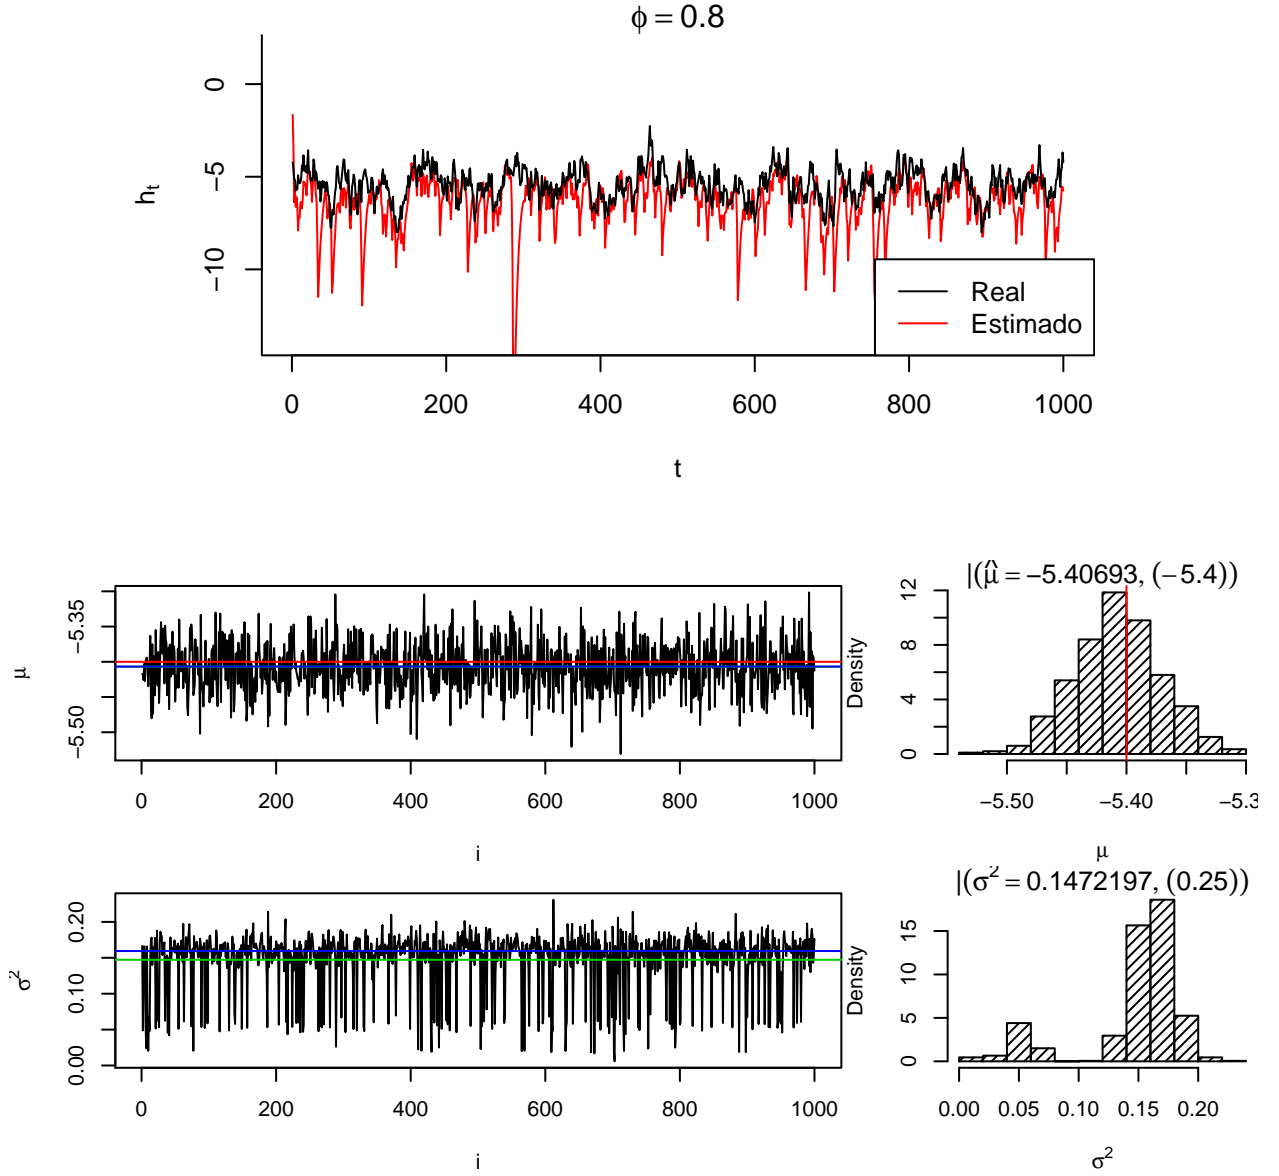 ϕ = 0.8
0
−5
−10
h_t
Real
Estimado
0 200 400 600 800 1000
t
−5.35
−5.50
μ
0 200 400 600 800 1000
i
|(μ̂ = −5.40693, (−5.4))
12
8
4
0
Density
−5.50 −5.40 −5.3
μ
0.20
0.10
0.00
σ²
0 200 400 600 800 1000
i
|(σ² = 0.1472197, (0.25))
15
10
5
0
Density
0.00 0.05 0.10 0.15 0.20
σ²